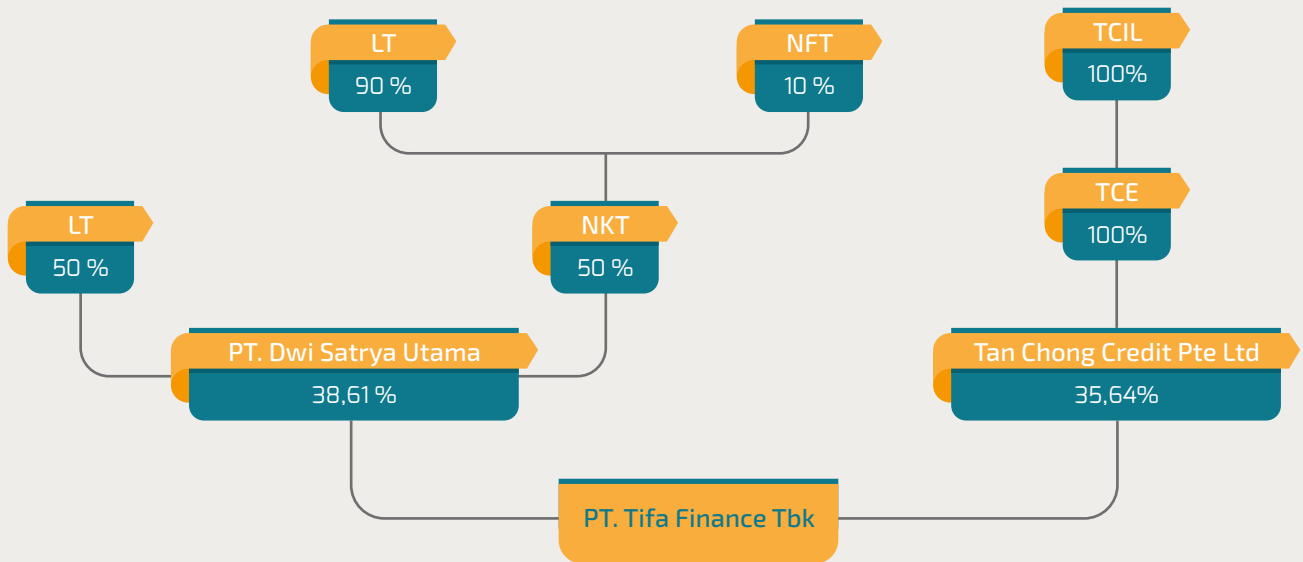 LT
90 %
NFT
10 %
TCIL
100%
TCE
100%
LT
50 %
NKT
50 %
PT. Dwi Satrya Utama
38,61 %
Tan Chong Credit Pte Ltd
35,64%
PT. Tifa Finance Tbk